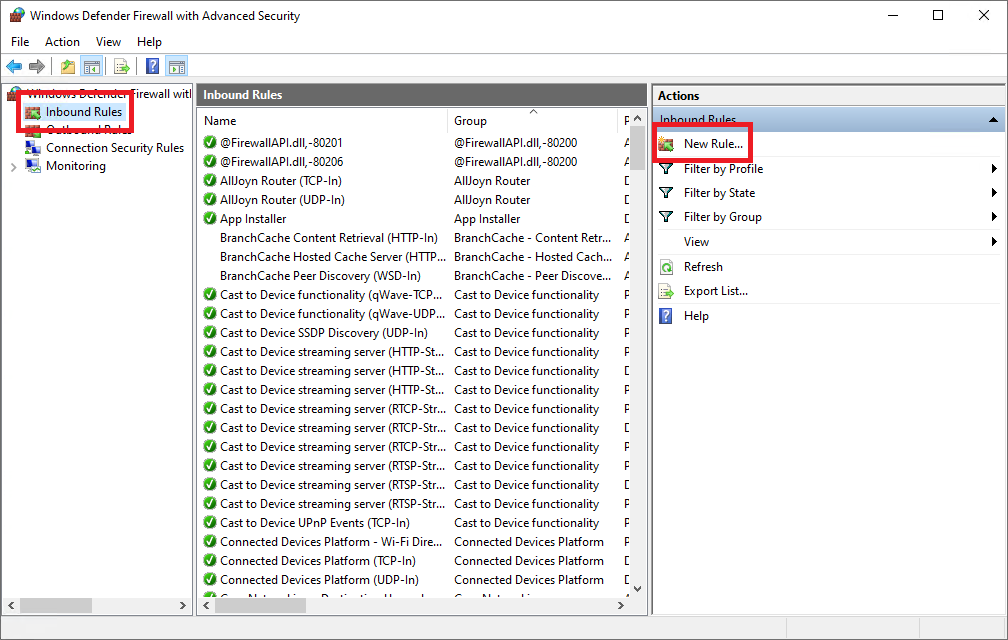 Windows Defender Firewall with Advanced Security
File Action View Help
Windows Defender Firewall with
Inbound Rules
Outbound Rules
Connection Security Rules
Monitoring
Inbound Rules
Name Group
@FirewallAPI.dll,-80201 @FirewallAPI.dll,-80200
@FirewallAPI.dll,-80206 @FirewallAPI.dll,-80200
AllJoyn Router (TCP-In) AllJoyn Router
AllJoyn Router (UDP-In) AllJoyn Router
App Installer App Installer
BranchCache Content Retrieval (HTTP-In) BranchCache - Content Retr...
BranchCache Hosted Cache Server (HTTP... BranchCache - Hosted Cach...
BranchCache Peer Discovery (WSD-In) BranchCache - Peer Discove...
Cast to Device functionality (qWave-TCP... Cast to Device functionality
Cast to Device functionality (qWave-UDP... Cast to Device functionality
Cast to Device SSDP Discovery (UDP-In) Cast to Device functionality
Cast to Device streaming server (HTTP-St... Cast to Device functionality
Cast to Device streaming server (HTTP-St... Cast to Device functionality
Cast to Device streaming server (HTTP-St... Cast to Device functionality
Cast to Device streaming server (RTCP-Str... Cast to Device functionality
Cast to Device streaming server (RTCP-Str... Cast to Device functionality
Cast to Device streaming server (RTCP-Str... Cast to Device functionality
Cast to Device streaming server (RTSP-Str... Cast to Device functionality
Cast to Device streaming server (RTSP-Str... Cast to Device functionality
Cast to Device streaming server (RTSP-Str... Cast to Device functionality
Cast to Device UPnP Events (TCP-In) Cast to Device functionality
Connected Devices Platform - Wi-Fi Dire... Connected Devices Platform
Connected Devices Platform (TCP-In) Connected Devices Platform
Connected Devices Platform (UDP-In) Connected Devices Platform
Actions
Inbound Rules
New Rule...
Filter by Profile
Filter by State
Filter by Group
View
Refresh
Export List...
Help